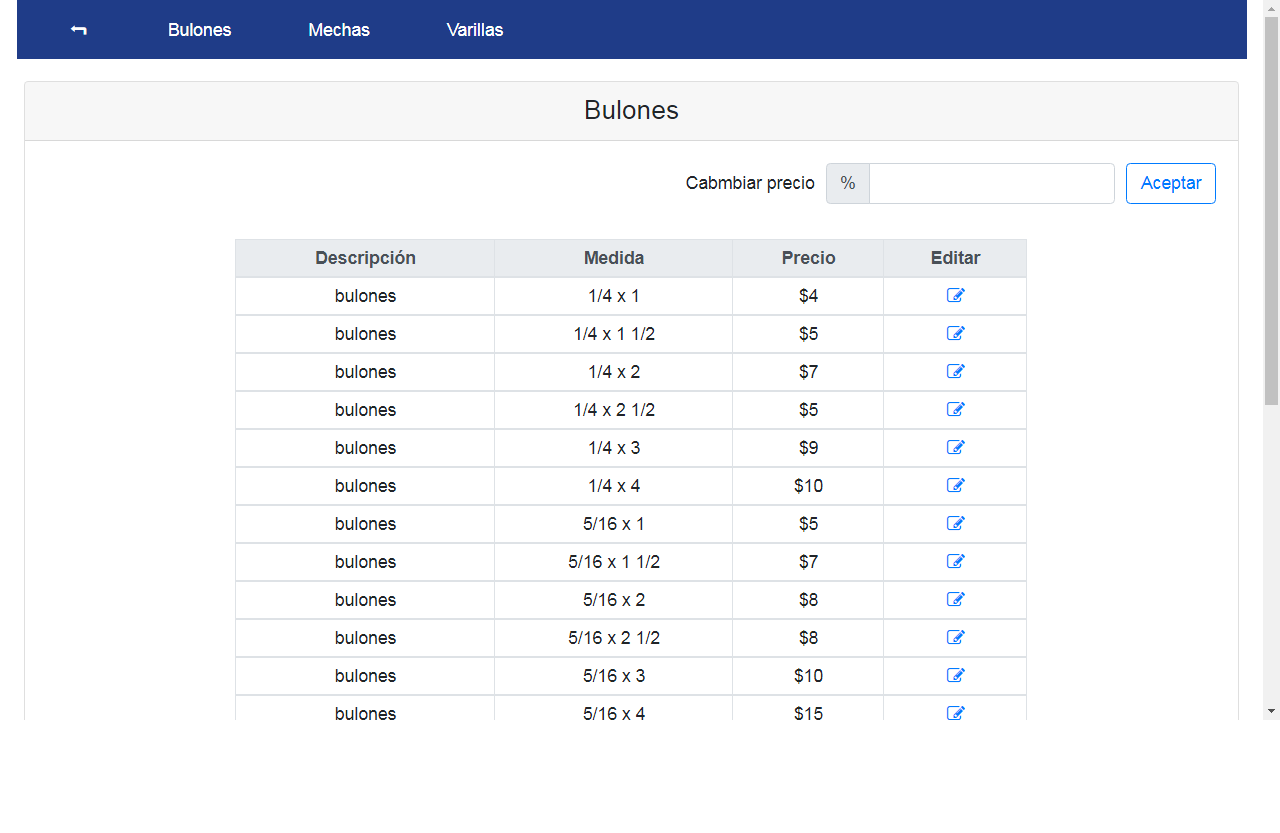 Bulones Mechas Varillas
Bulones
Cabmbiar precio % Aceptar
Descripción Medida Precio Editar
bulones 1/4 x 1 $4
bulones 1/4 x 1 1/2 $5
bulones 1/4 x 2 $7
bulones 1/4 x 2 1/2 $5
bulones 1/4 x 3 $9
bulones 1/4 x 4 $10
bulones 5/16 x 1 $5
bulones 5/16 x 1 1/2 $7
bulones 5/16 x 2 $8
bulones 5/16 x 2 1/2 $8
bulones 5/16 x 3 $10
bulones 5/16 x 4 $15